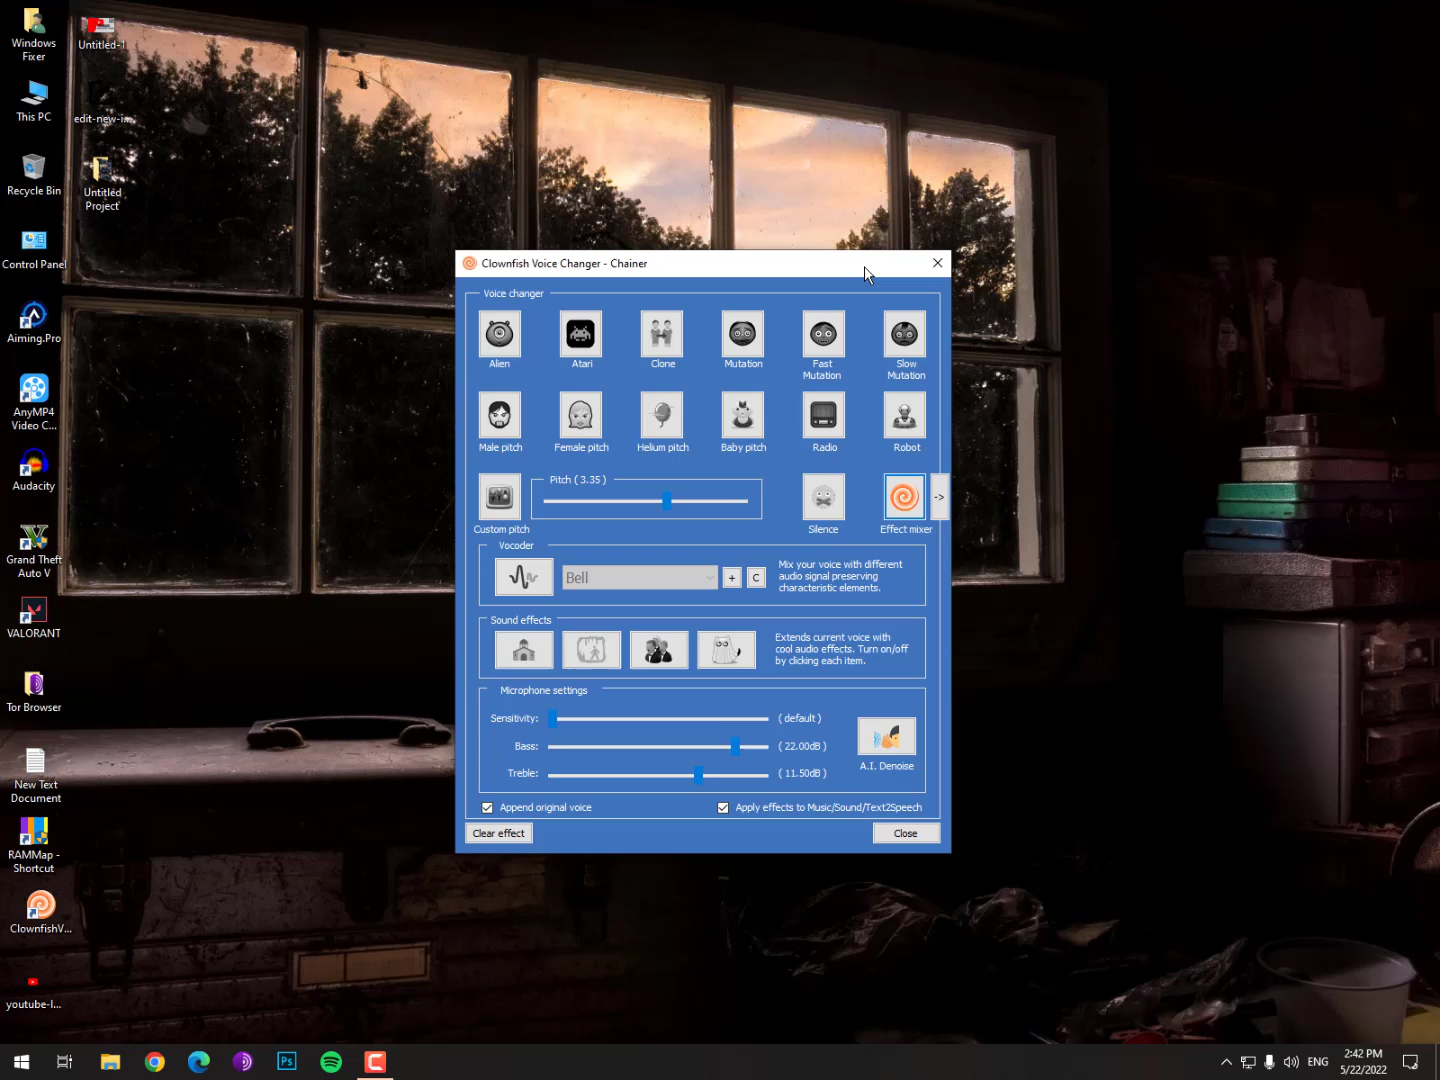 Windows
Fixer
This PC
Recycle Bin
Control Panel
Aiming.Pro
AnyMP4
Video C...
Audacity
Grand Theft
Auto V
VALORANT
Tor Browser
New Text
Document
RAMMap -
Shortcut
ClownfishV...
youtube-l...
Untitled-1
edit-new-i...
Untitled
Project
Clownfish Voice Changer - Chainer
Voice changer
Alien
Atari
Clone
Mutation
Fast
Mutation
Slow
Mutation
Male pitch
Female pitch
Helium pitch
Baby pitch
Radio
Robot
Custom pitch
Pitch ( 3.35 )
Silence
Effect mixer
->
Vocoder
Bell
+
C
Mix your voice with different
audio signal preserving
characteristic elements.
Sound effects
Extends current voice with
cool audio effects. Turn on/off
by clicking each item.
Microphone settings
Sensitivity:
( default )
Bass:
( 22.00dB )
Treble:
( 11.50dB )
A.I. Denoise
Append original voice
Apply effects to Music/Sound/Text2Speech
Clear effect
Close
Ps
ENG
2:42 PM
5/22/2022